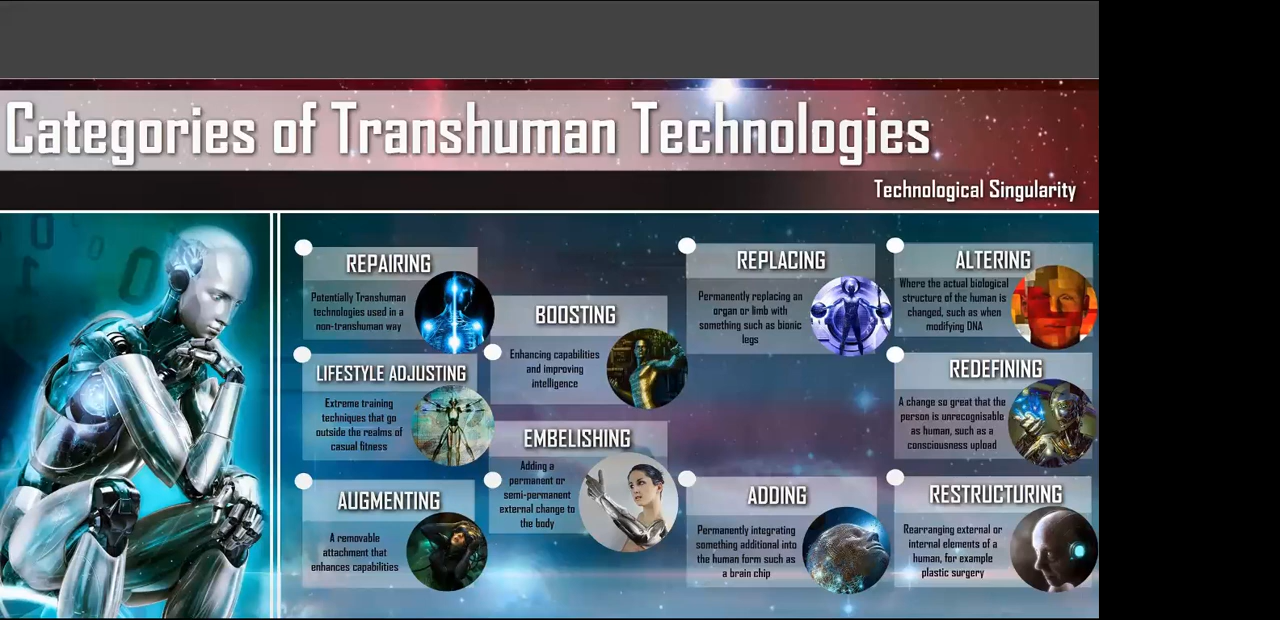 Categories of Transhuman Technologies
Technological Singularity
REPAIRING
Potentially Transhuman
technologies used in a
non-transhuman way
LIFESTYLE ADJUSTING
Extreme training
techniques that go
outside the realms of
casual fitness
AUGMENTING
A removable
attachment that
enhances capabilities
BOOSTING
Enhancing capabilities
and improving
intelligence
EMBELISHING
Adding a
permanent or
semi-permanent
external change to
the body
REPLACING
Permanently replacing an
organ or limb with
something such as bionic
legs
ADDING
Permanently integrating
something additional into
the human form such as
a brain chip
ALTERING
Where the actual biological
structure of the human is
changed, such as when
modifying DNA
REDEFINING
A change so great that the
person is unrecognisable
as human, such as a
consciousness upload
RESTRUCTURING
Rearranging external or
internal elements of a
human, for example
plastic surgery